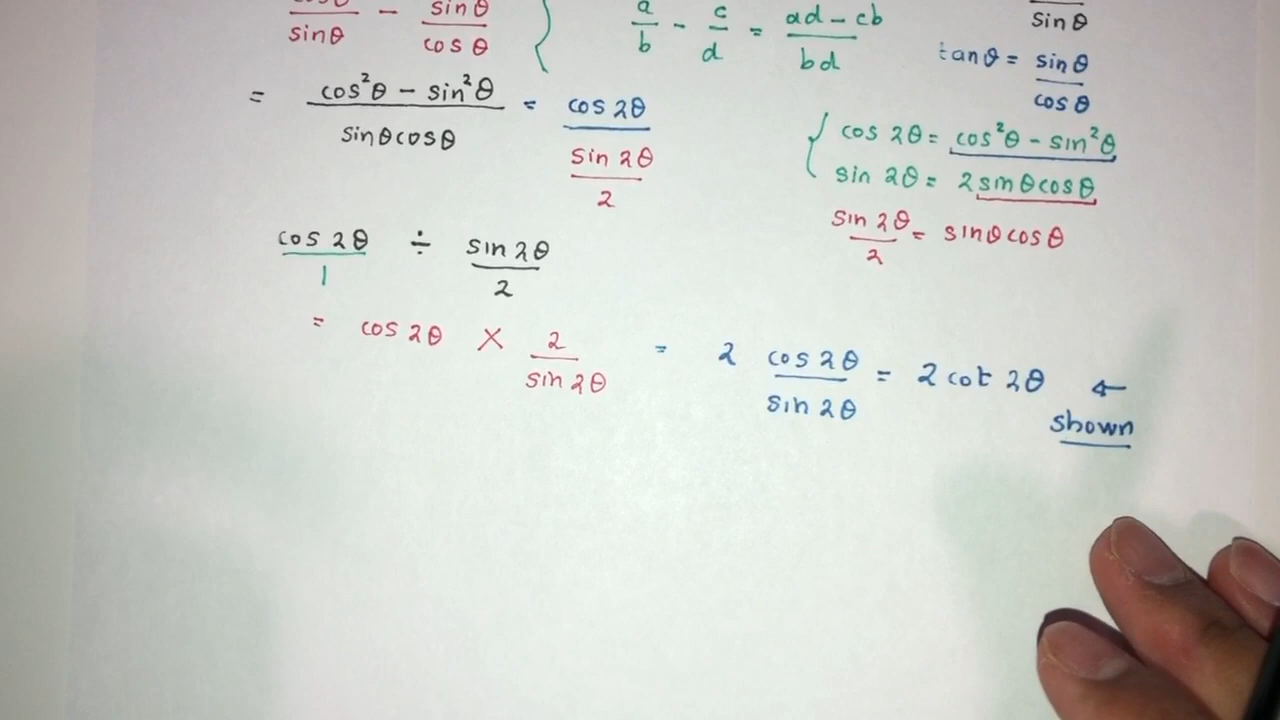 cosθ/sinθ - sinθ/cosθ { a/b - c/d = ad-cb/bd
sinθ
tanθ = sinθ/cosθ
= cos²θ - sin²θ/sinθcosθ = cos 2θ/(sin 2θ/2)
{ cos 2θ = cos²θ - sin²θ
sin 2θ = 2sinθcosθ
sin 2θ/2 = sinθcosθ
cos 2θ/1 ÷ sin 2θ/2
= cos 2θ × 2/sin 2θ = 2 cos 2θ/sin 2θ = 2 cot 2θ ←
shown